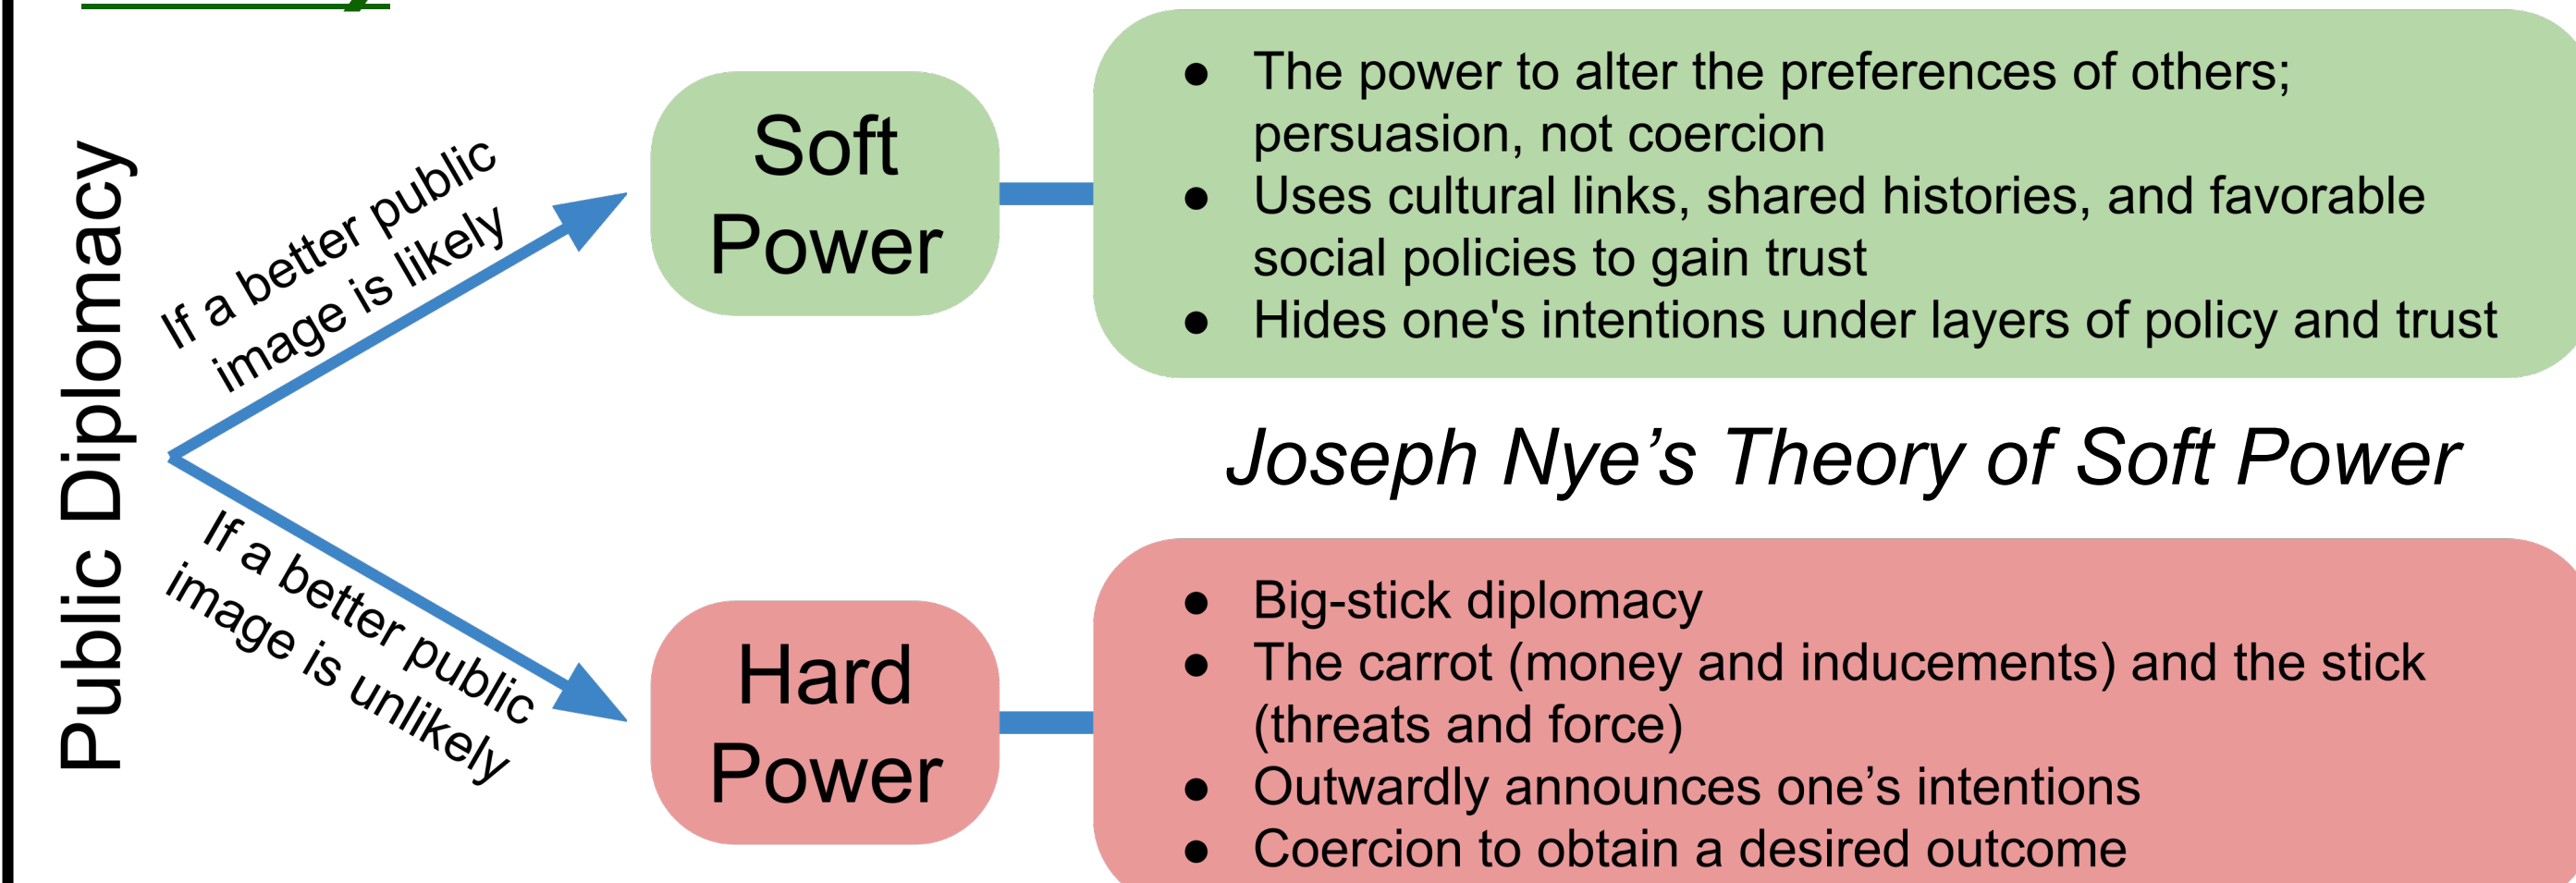 Public Diplomacy
If a better public
image is likely
Soft
Power
● The power to alter the preferences of others;
persuasion, not coercion
● Uses cultural links, shared histories, and favorable
social policies to gain trust
● Hides one's intentions under layers of policy and trust
Joseph Nye’s Theory of Soft Power
If a better public
image is unlikely
Hard
Power
● Big-stick diplomacy
● The carrot (money and inducements) and the stick
(threats and force)
● Outwardly announces one’s intentions
● Coercion to obtain a desired outcome